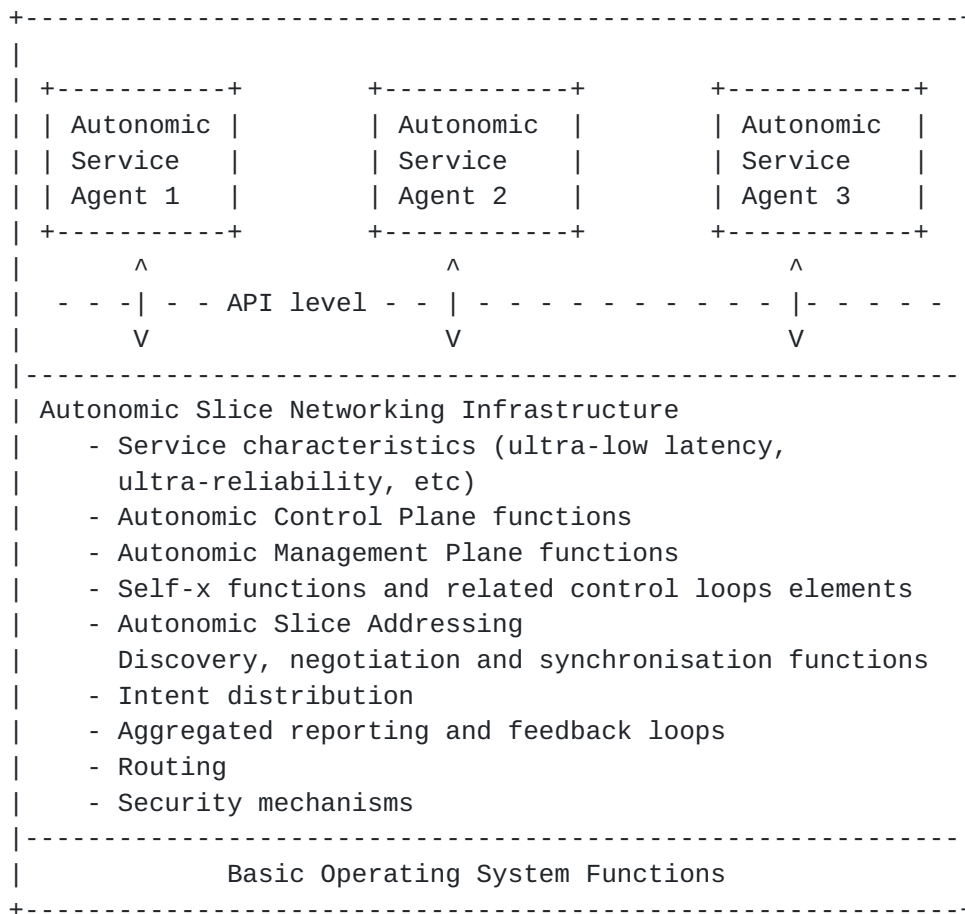 +------------------------------------------------------------+
|
| +-----------+        +------------+        +------------+
| | Autonomic |        | Autonomic  |        | Autonomic  |
| | Service   |        | Service    |        | Service    |
| | Agent 1   |        | Agent 2    |        | Agent 3    |
| +-----------+        +------------+        +------------+
|       ^                   ^                     ^
|  - - -| - - API level - - | - - - - - - - - - - |- - - - -
|       V                   V                     V
|------------------------------------------------------------
| Autonomic Slice Networking Infrastructure
|    - Service characteristics (ultra-low latency,
|      ultra-reliability, etc)
|    - Autonomic Control Plane functions
|    - Autonomic Management Plane functions
|    - Self-x functions and related control loops elements
|    - Autonomic Slice Addressing
|      Discovery, negotiation and synchronisation functions
|    - Intent distribution
|    - Aggregated reporting and feedback loops
|    - Routing
|    - Security mechanisms
|------------------------------------------------------------
|             Basic Operating System Functions
+------------------------------------------------------------+